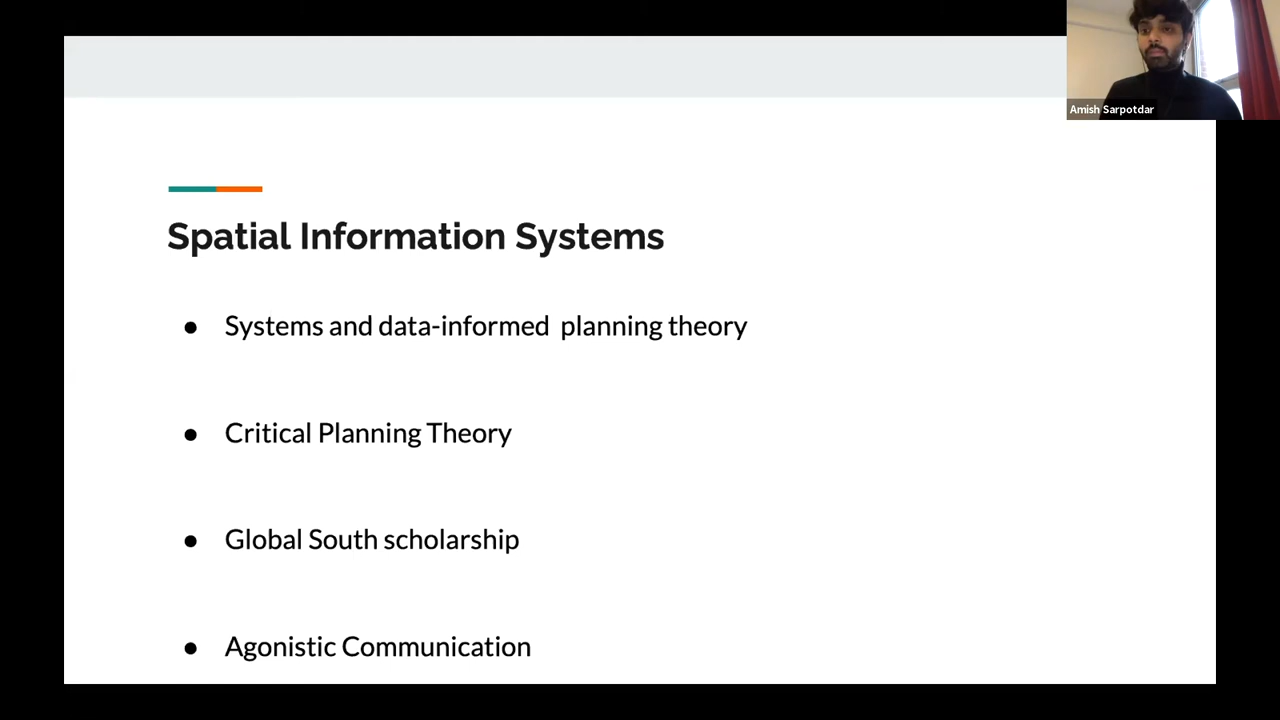 Amish Sarpotdar
Spatial Information Systems
● Systems and data-informed  planning theory
● Critical Planning Theory
● Global South scholarship
● Agonistic Communication